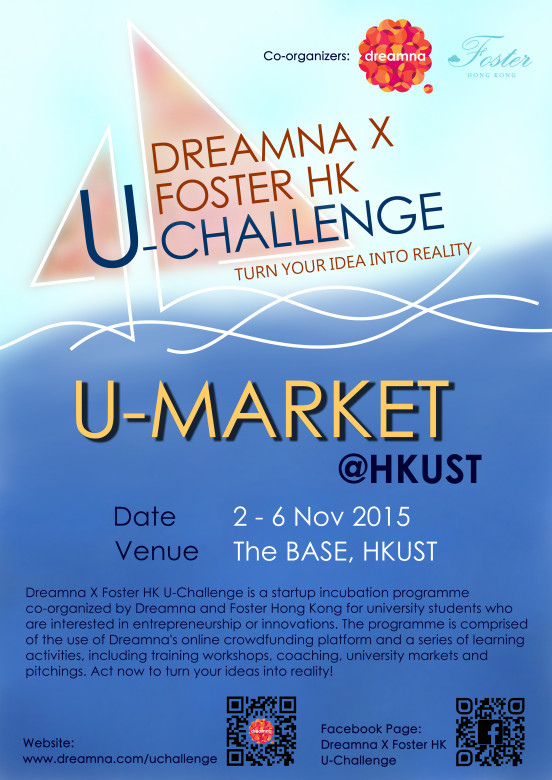 Co-organizers:
dreamna
Foster
HONG KONG
DREAMNA X
FOSTER HK
U-CHALLENGE
TURN YOUR IDEA INTO REALITY
U-MARKET
@HKUST
Date 2 - 6 Nov 2015
Venue The BASE, HKUST
Dreamna X Foster HK U-Challenge is a startup incubation programme
co-organized by Dreamna and Foster Hong Kong for university students who
are interested in entrepreneurship or innovations. The programme is comprised
of the use of Dreamna's online crowdfunding platform and a series of learning
activities, including training workshops, coaching, university markets and
pitchings. Act now to turn your ideas into reality!
Website:
www.dreamna.com/uchallenge
dreamna
Facebook Page:
Dreamna X Foster HK
U-Challenge
f